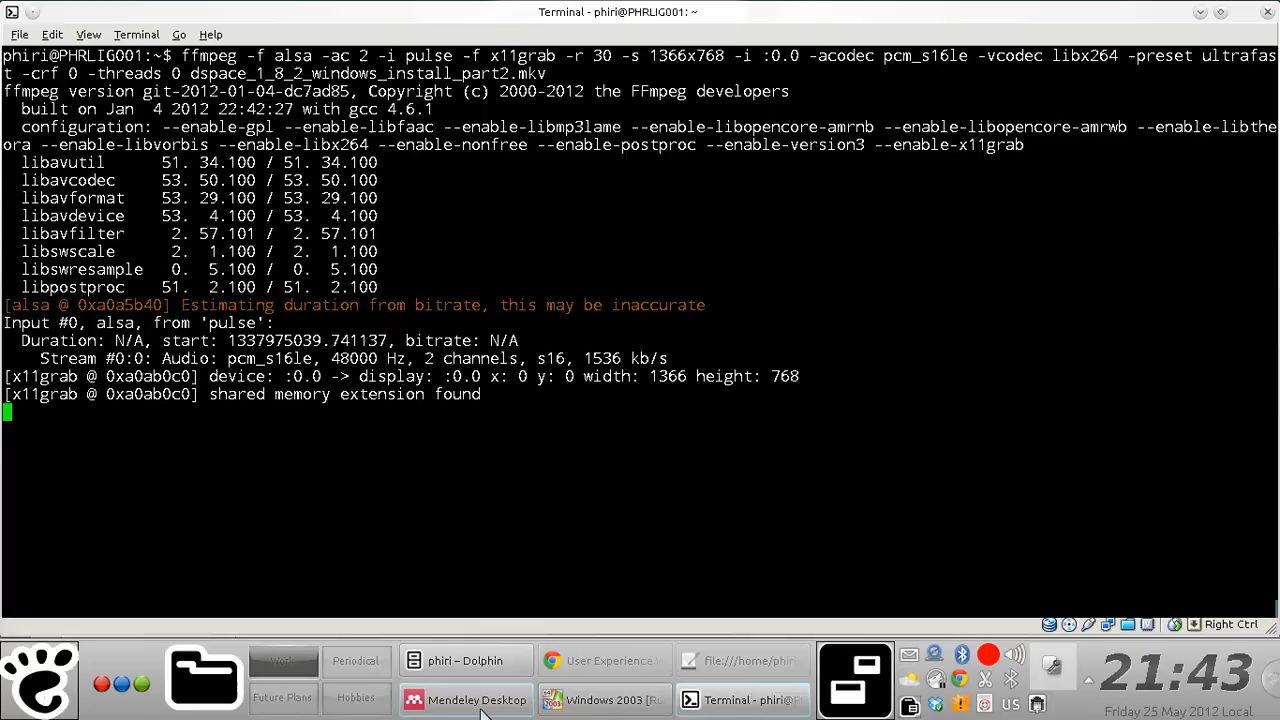 Terminal - phiri@PHRLIG001: ~
File Edit View Terminal Go Help
phiri@PHRLIG001:~$ ffmpeg -f alsa -ac 2 -i pulse -f x11grab -r 30 -s 1366x768 -i :0.0 -acodec pcm_s16le -vcodec libx264 -preset ultrafas
t -crf 0 -threads 0 dspace_1_8_2_windows_install_part2.mkv
ffmpeg version git-2012-01-04-dc7ad85, Copyright (c) 2000-2012 the FFmpeg developers
built on Jan 4 2012 22:42:27 with gcc 4.6.1
configuration: --enable-gpl --enable-libfaac --enable-libmp3lame --enable-libopencore-amrnb --enable-libopencore-amrwb --enable-libthe
ora --enable-libvorbis --enable-libx264 --enable-nonfree --enable-postproc --enable-version3 --enable-x11grab
libavutil 51. 34.100 / 51. 34.100
libavcodec 53. 50.100 / 53. 50.100
libavformat 53. 29.100 / 53. 29.100
libavdevice 53. 4.100 / 53. 4.100
libavfilter 2. 57.101 / 2. 57.101
libswscale 2. 1.100 / 2. 1.100
libswresample 0. 5.100 / 0. 5.100
libpostproc 51. 2.100 / 51. 2.100
[alsa @ 0xa0a5b40] Estimating duration from bitrate, this may be inaccurate
Input #0, alsa, from 'pulse':
Duration: N/A, start: 1337975039.741137, bitrate: N/A
Stream #0:0: Audio: pcm_s16le, 48000 Hz, 2 channels, s16, 1536 kb/s
[x11grab @ 0xa0ab0c0] device: :0.0 -> display: :0.0 x: 0 y: 0 width: 1366 height: 768
[x11grab @ 0xa0ab0c0] shared memory extension found
Right Ctrl
Work Periodical phiri – Dolphin User Experience file:///home/phiri
Future Plans Hobbies Mendeley Desktop Windows 2003 [Ru Terminal - phiri@P
US
21:43
Friday 25 May 2012 Local